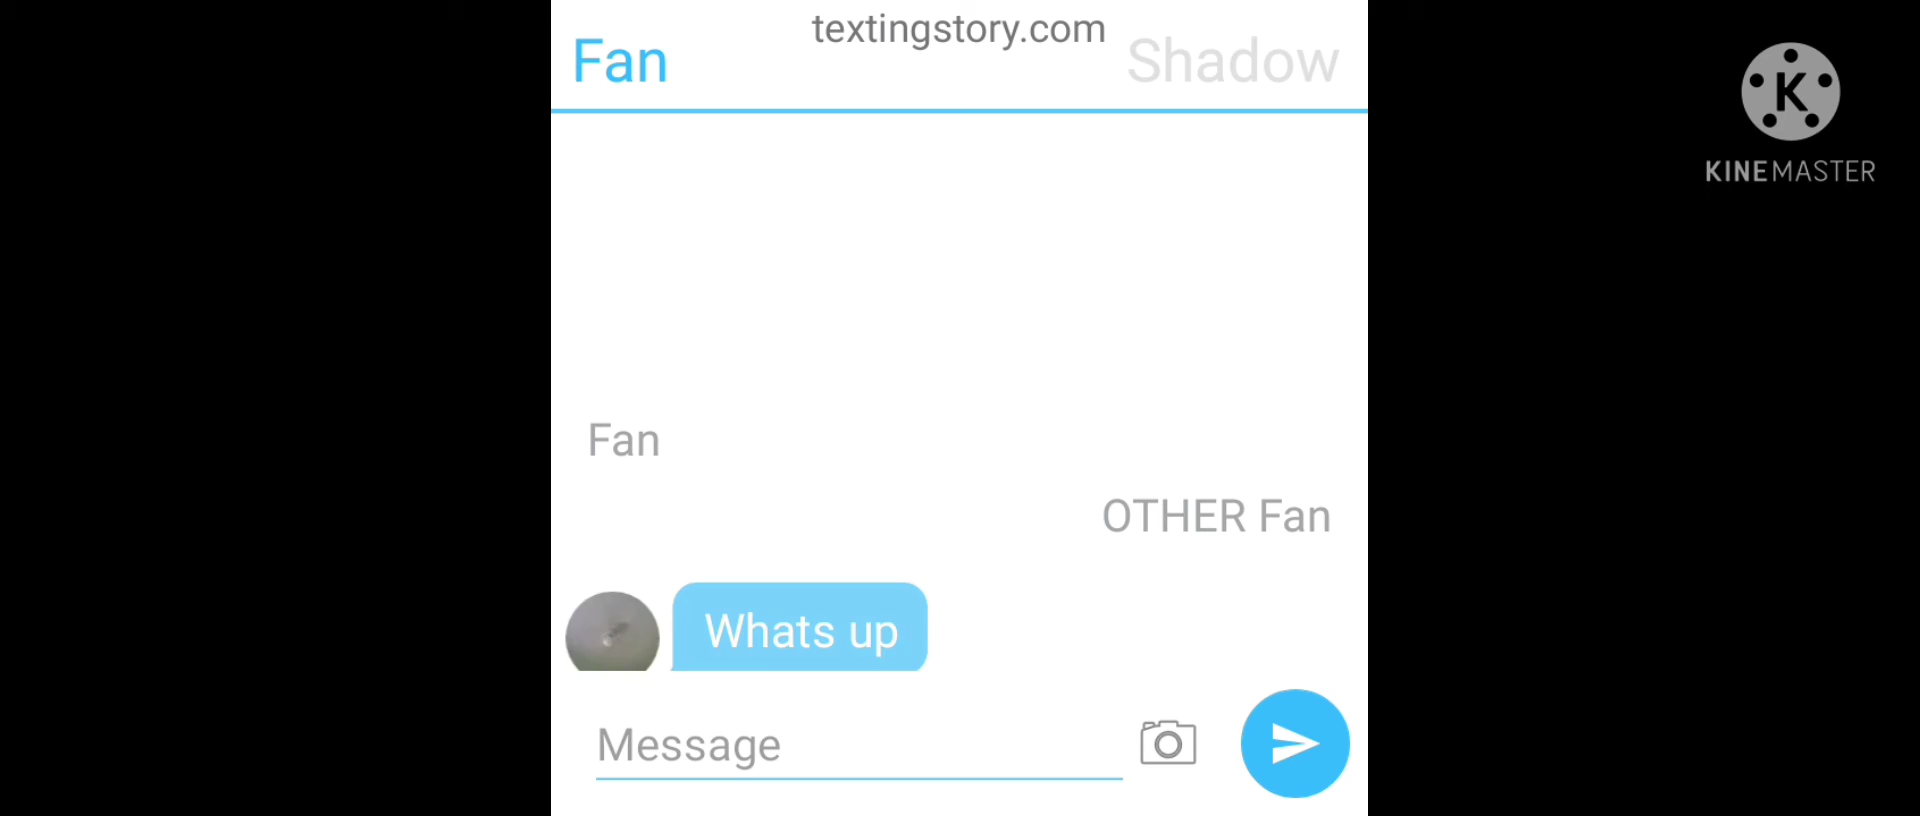 textingstory.com
Fan
Shadow
K
KINEMASTER
Fan
OTHER Fan
Whats up
Message